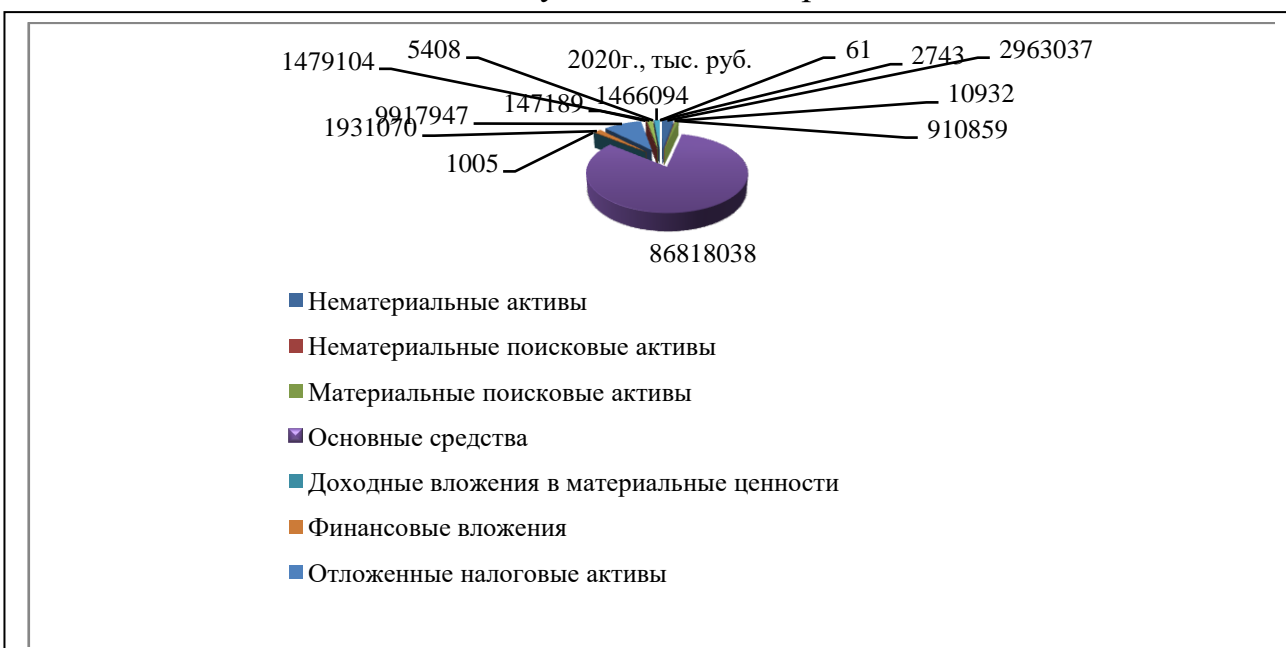 5408 2020г., тыс. руб. 61 2743 2963037
1479104
9917947 147189 1466094 10932
1931070 910859
1005
86818038
Нематериальные активы
Нематериальные поисковые активы
Материальные поисковые активы
Основные средства
Доходные вложения в материальные ценности
Финансовые вложения
Отложенные налоговые активы